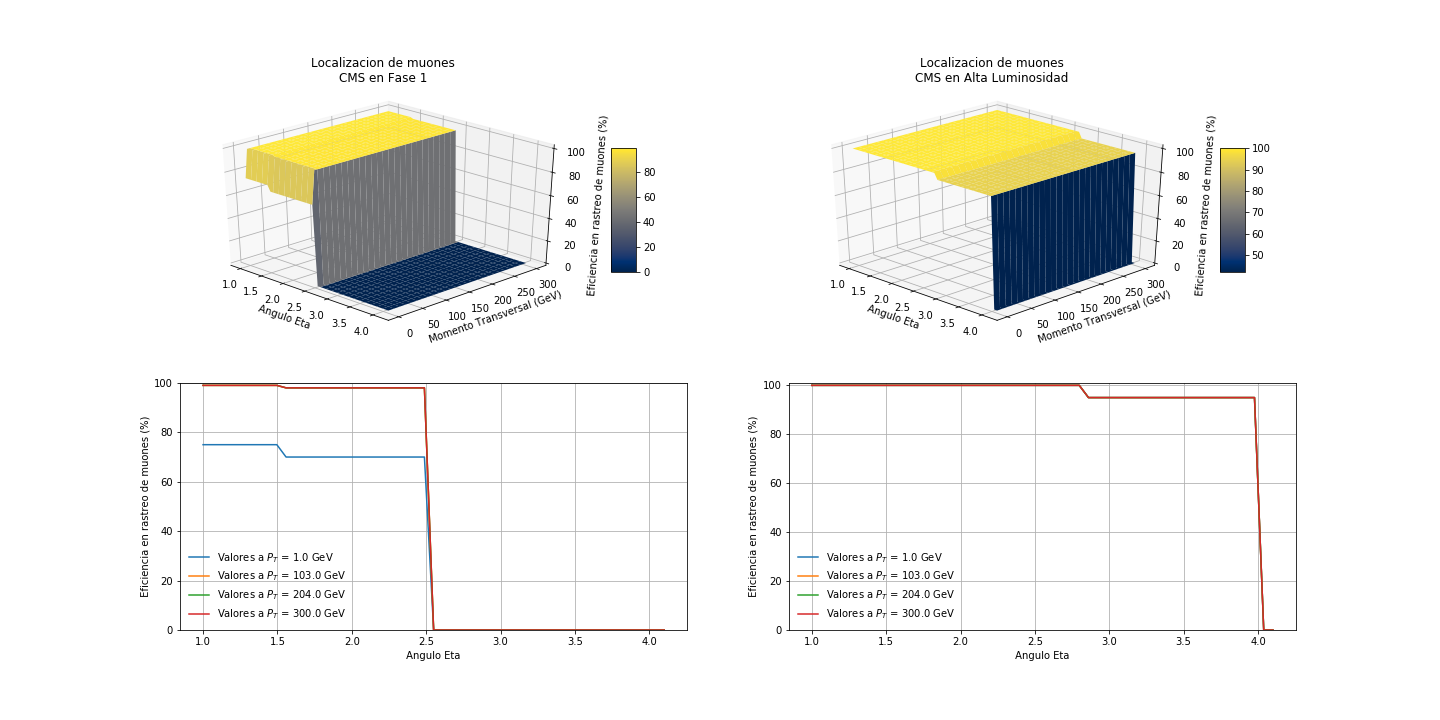 Localizacion de muones
CMS en Fase 1
Eficiencia en rastreo de muones (%)
100
80
60
40
20
0
1.0
1.5
2.0
2.5
3.0
3.5
4.0
Angulo Eta
0
50
100
150
200
250
300
Momento Transversal (GeV)
80
60
40
20
0
Localizacion de muones
CMS en Alta Luminosidad
Eficiencia en rastreo de muones (%)
100
80
60
40
20
0
1.0
1.5
2.0
2.5
3.0
3.5
4.0
Angulo Eta
0
50
100
150
200
250
300
Momento Transversal (GeV)
100
90
80
70
60
50
Eficiencia en rastreo de muones (%)
100
80
60
40
20
0
Valores a P_T = 1.0 GeV
Valores a P_T = 103.0 GeV
Valores a P_T = 204.0 GeV
Valores a P_T = 300.0 GeV
1.0 1.5 2.0 2.5 3.0 3.5 4.0
Angulo Eta
Eficiencia en rastreo de muones (%)
100
80
60
40
20
0
Valores a P_T = 1.0 GeV
Valores a P_T = 103.0 GeV
Valores a P_T = 204.0 GeV
Valores a P_T = 300.0 GeV
1.0 1.5 2.0 2.5 3.0 3.5 4.0
Angulo Eta